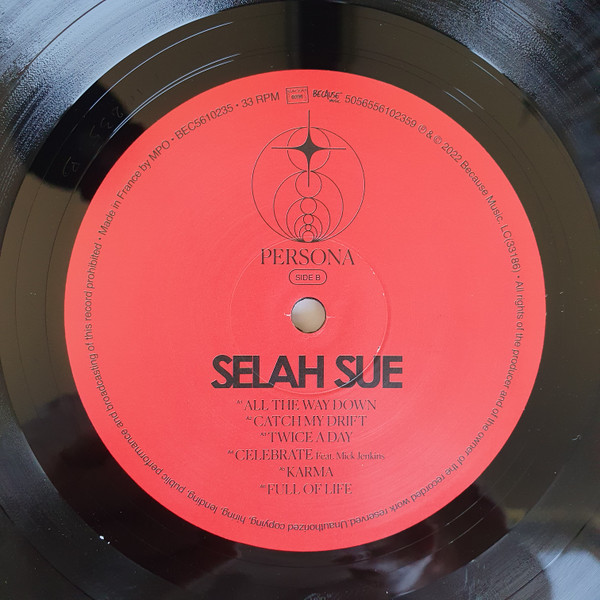 Made in France by MPO • BEC5610235 • 33 RPM BECAUSE 5056556102359 ℗ & © 2022 Because Music. LC(33186) • All rights of the producer and of the owner of the recorded work reserved. Unauthorized copying, hiring, lending, public performance and broadcasting of this record prohibited •
PERSONA
SIDE B
SELAH SUE
ALL THE WAY DOWN
CATCH MY DRIFT
TWICE A DAY
CELEBRATE Feat. Mick Jenkins
KARMA
FULL OF LIFE